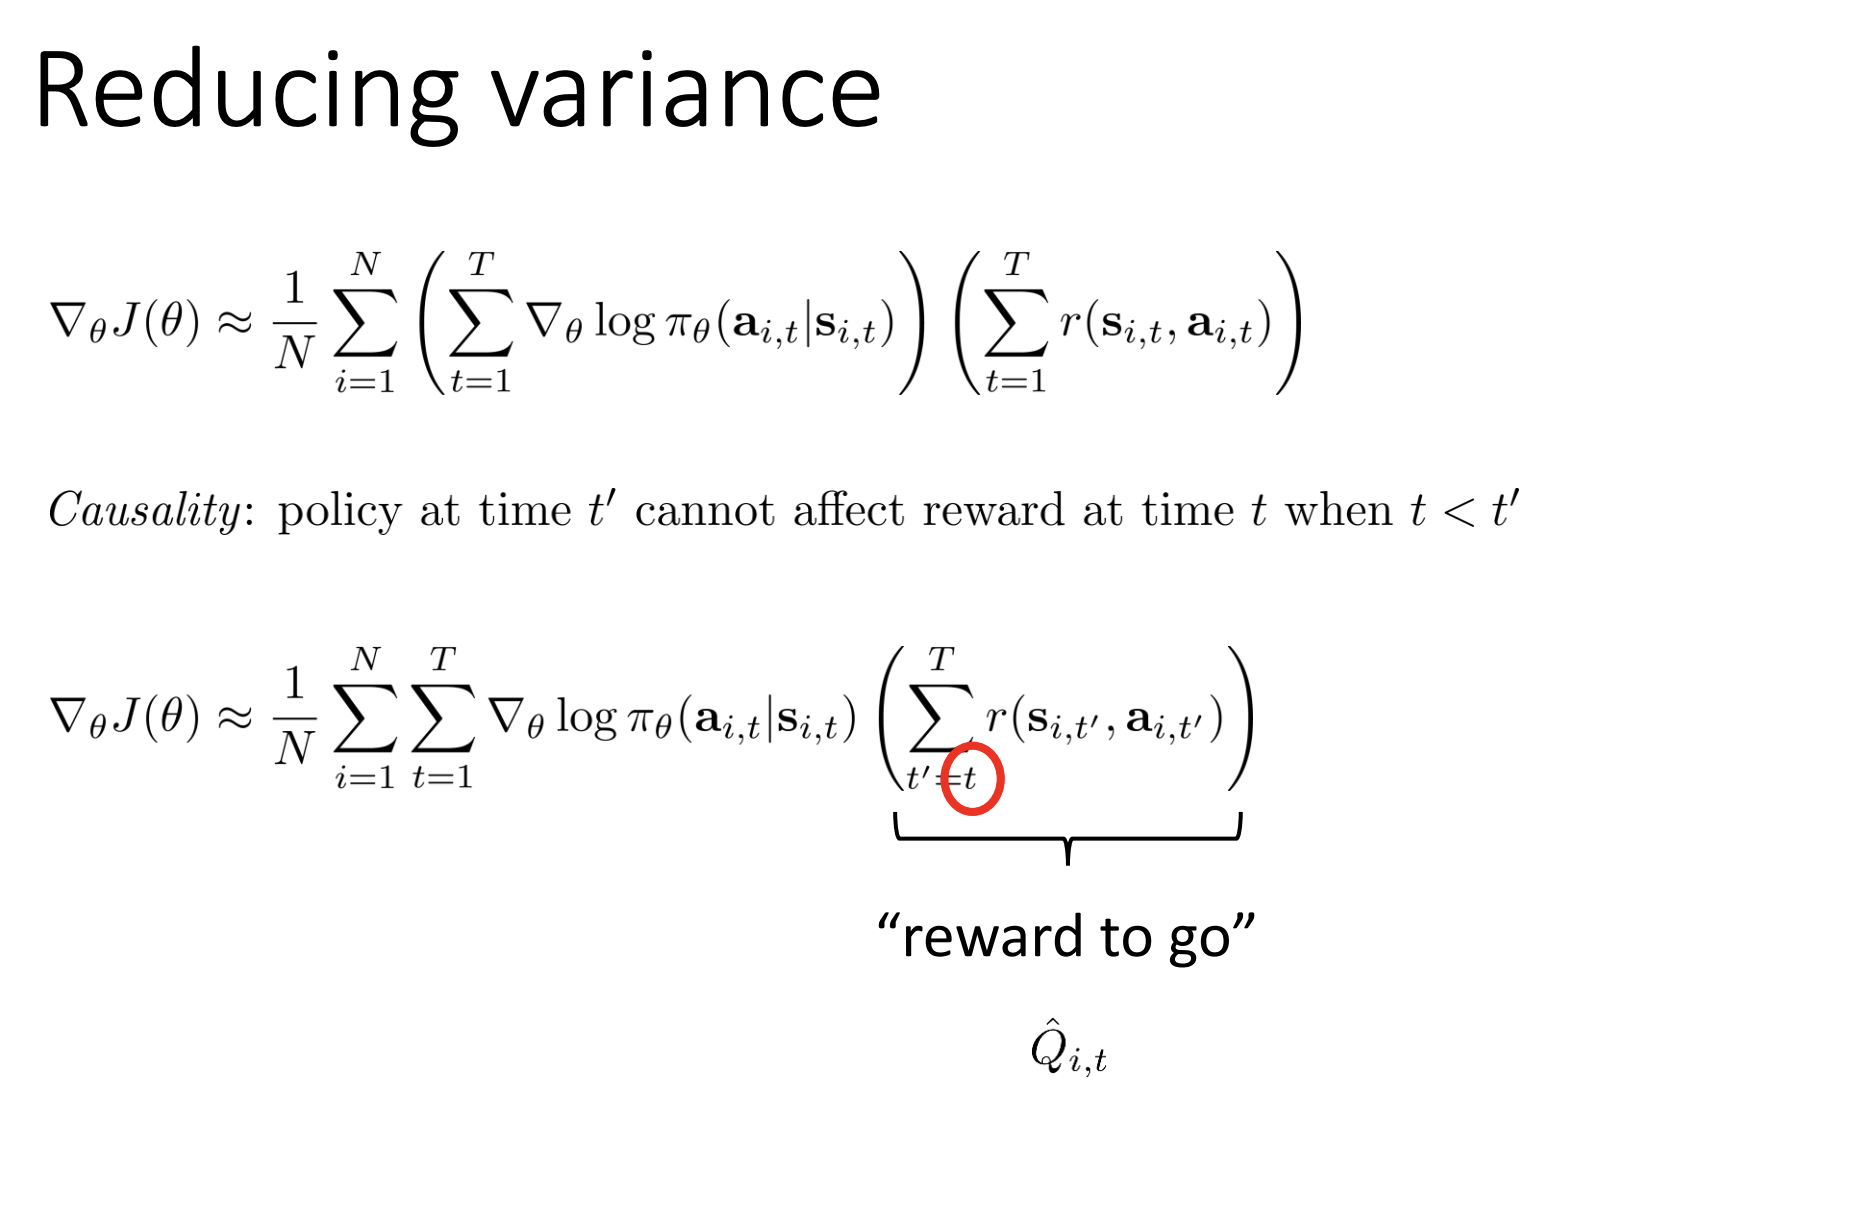 Reducing variance
$\nabla_\theta J(\theta) \approx \frac{1}{N} \sum_{i=1}^{N} \left( \sum_{t=1}^{T} \nabla_\theta \log \pi_\theta(\mathbf{a}_{i,t}|\mathbf{s}_{i,t}) \right) \left( \sum_{t=1}^{T} r(\mathbf{s}_{i,t}, \mathbf{a}_{i,t}) \right)$
Causality: policy at time $t'$ cannot affect reward at time $t$ when $t < t'$
$\nabla_\theta J(\theta) \approx \frac{1}{N} \sum_{i=1}^{N} \sum_{t=1}^{T} \nabla_\theta \log \pi_\theta(\mathbf{a}_{i,t}|\mathbf{s}_{i,t}) \left( \sum_{t'=t}^{T} r(\mathbf{s}_{i,t'}, \mathbf{a}_{i,t'}) \right)$
“reward to go”
$\hat{Q}_{i,t}$